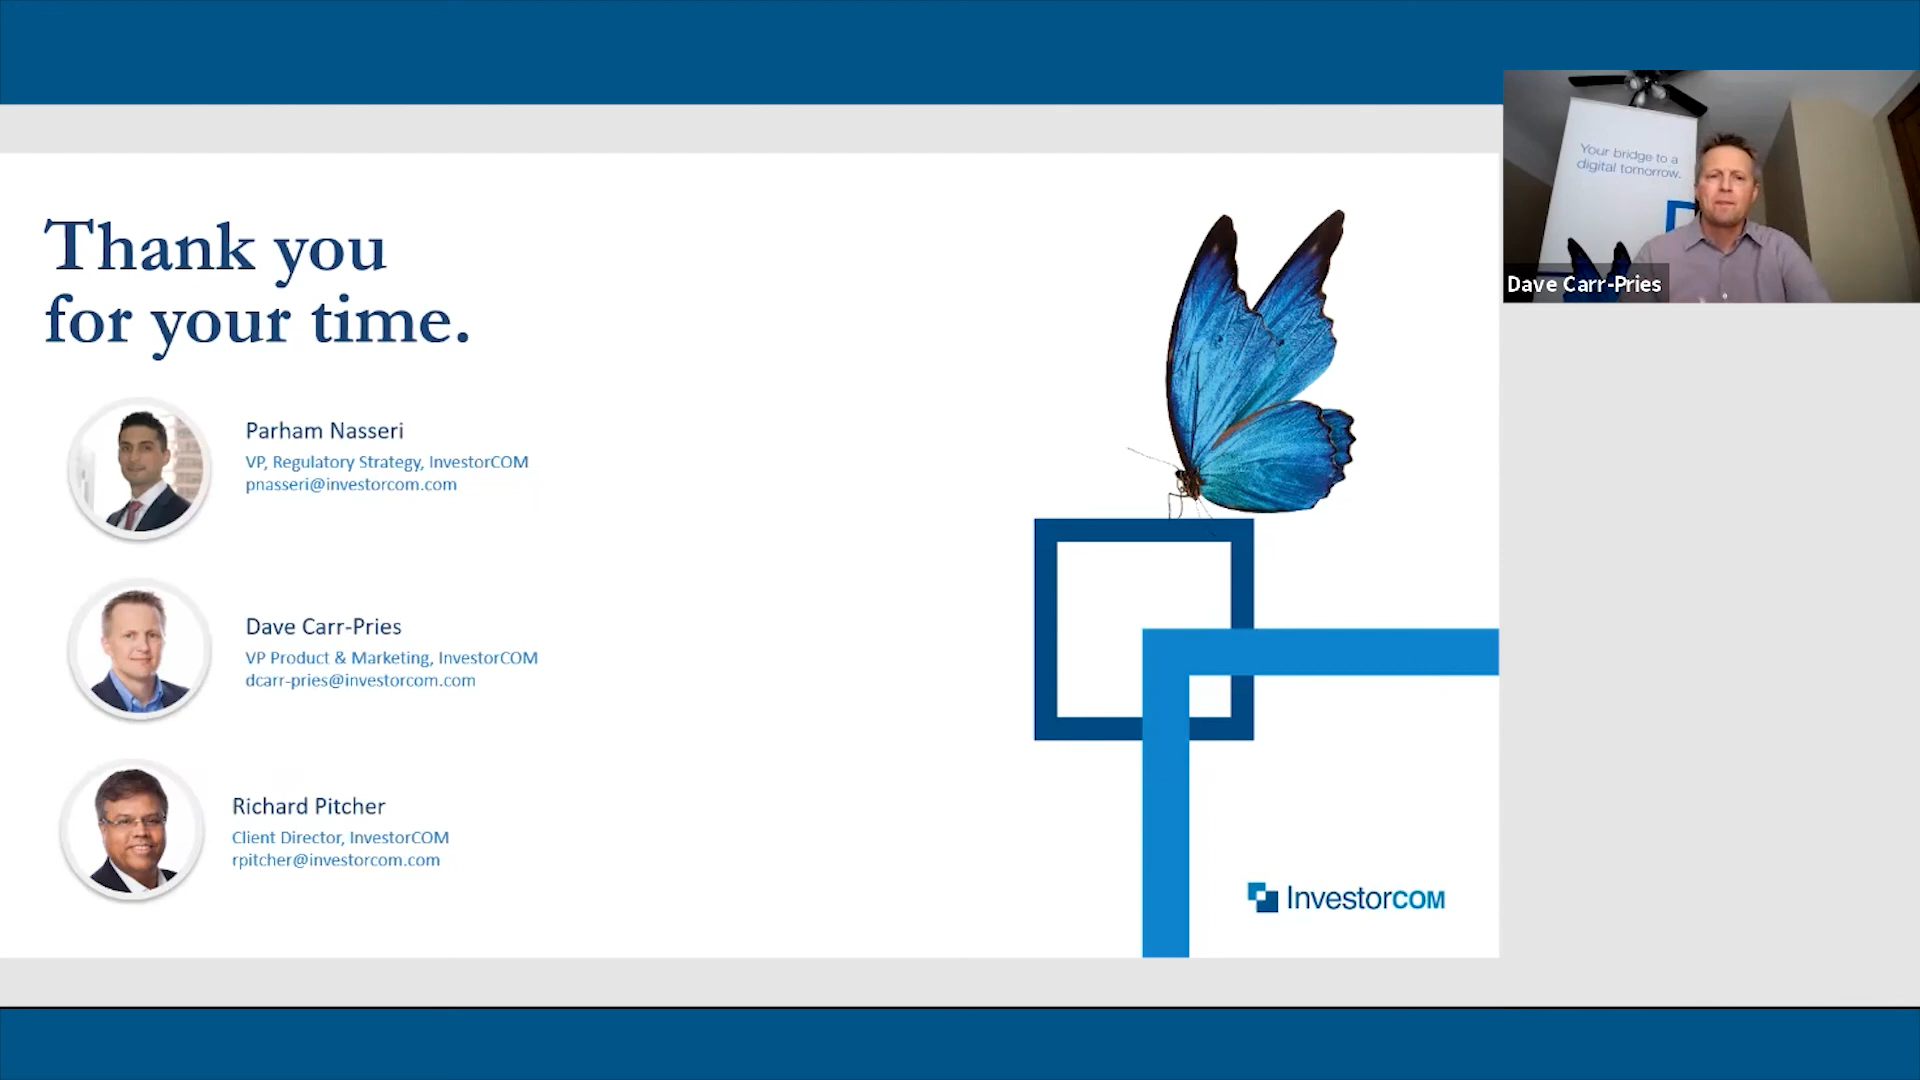 Thank you
for your time.
Parham Nasseri
VP, Regulatory Strategy, InvestorCOM
pnasseri@investorcom.com
Dave Carr-Pries
VP Product & Marketing, InvestorCOM
dcarr-pries@investorcom.com
Richard Pitcher
Client Director, InvestorCOM
rpitcher@investorcom.com
InvestorCOM
Your bridge to a
digital tomorrow.
Dave Carr-Pries